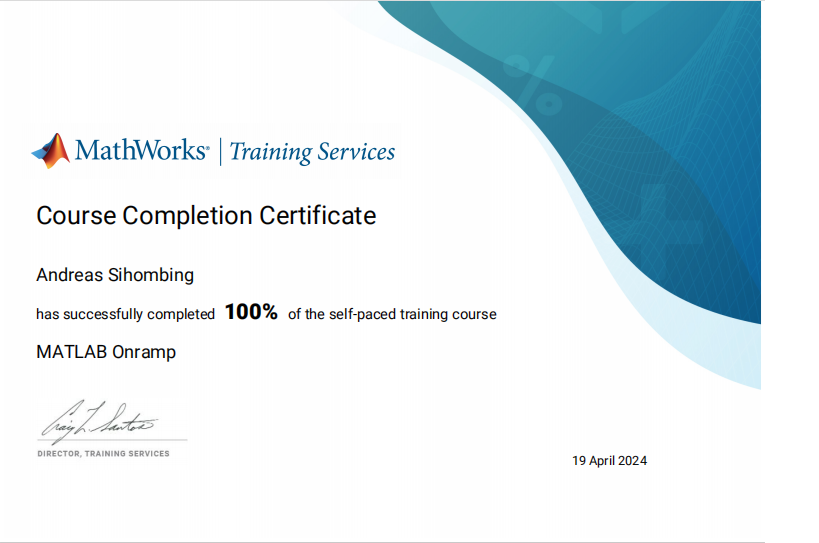 MathWorks® | Training Services
Course Completion Certificate
Andreas Sihombing
has successfully completed 100% of the self-paced training course
MATLAB Onramp
Craig L. Santos
DIRECTOR, TRAINING SERVICES
19 April 2024